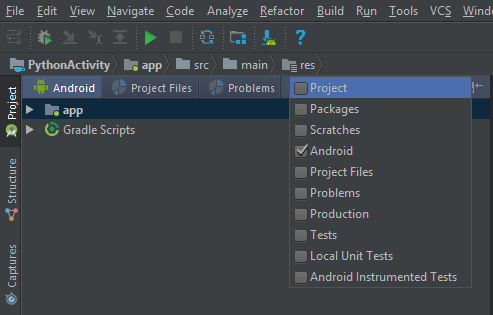 File Edit View Navigate Code Analyze Refactor Build Run Tools VCS Window
PythonActivity app src main res
Project
Structure
Captures
Android Project Files Problems
app
Gradle Scripts
Project
Packages
Scratches
Android
Project Files
Problems
Production
Tests
Local Unit Tests
Android Instrumented Tests